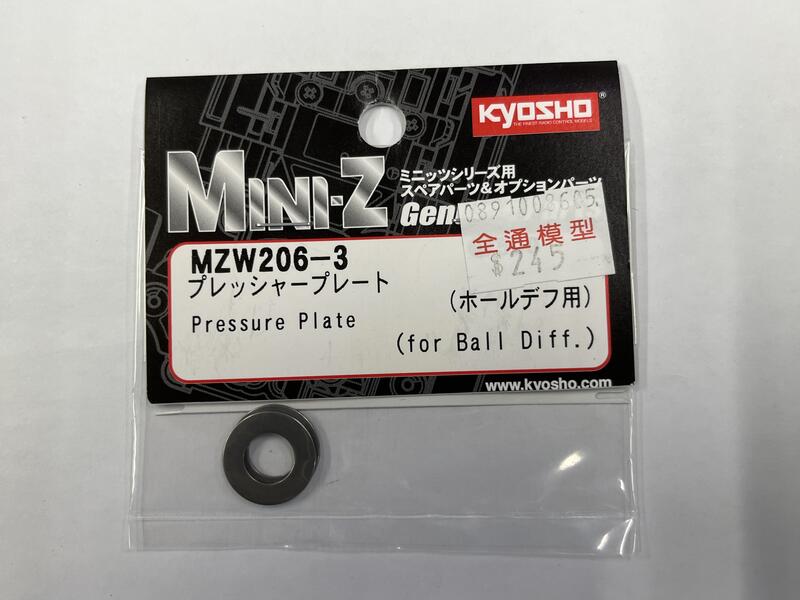 KYOSHO®
THE FINEST RADIO CONTROL MODELS
MINI-Z
ミニッツシリーズ用
スペアパーツ&オプションパーツ
0891008605
全通模型
$245
MZW206-3
プレッシャープレート
(ホールデフ用)
Pressure Plate
(for Ball Diff.)
www.kyosho.com